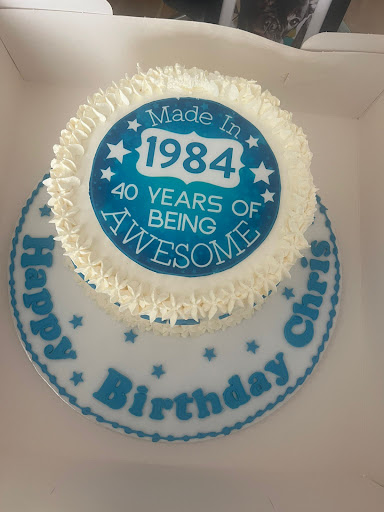 Made In
1984
40 YEARS OF
BEING
AWESOME
Happy Birthday Chris